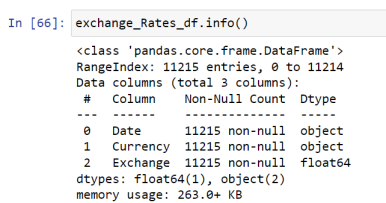 In [66]: exchange_Rates_df.info()
<class 'pandas.core.frame.DataFrame'>
RangeIndex: 11215 entries, 0 to 11214
Data columns (total 3 columns):
 #   Column    Non-Null Count  Dtype
---  ------    --------------  -----
 0   Date      11215 non-null  object
 1   Currency  11215 non-null  object
 2   Exchange  11215 non-null  float64
dtypes: float64(1), object(2)
memory usage: 263.0+ KB